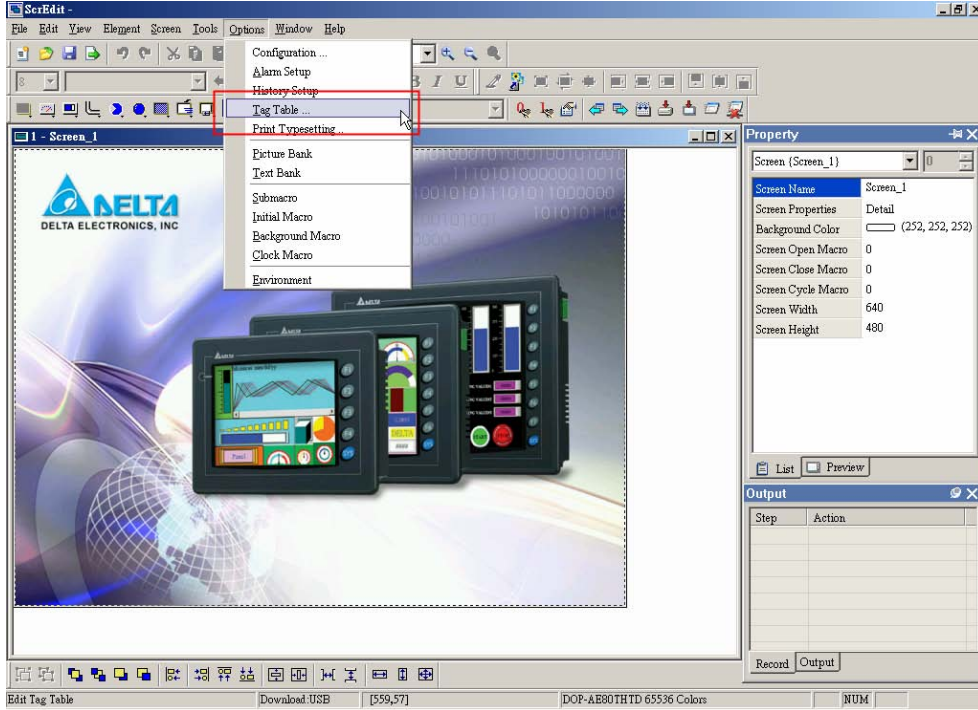 ScrEdit -
File Edit View Element Screen Tools Options Window Help
Configuration ...
Alarm Setup
History Setup
Tag Table ...
Print Typesetting ..
Picture Bank
Text Bank
Submacro
Initial Macro
Background Macro
Clock Macro
Environment
8
B I U
1 - Screen_1
DELTA
DELTA ELECTRONICS, INC
Property
Screen {Screen_1} 0
Screen Name Screen_1
Screen Properties Detail
Background Color (252, 252, 252)
Screen Open Macro 0
Screen Close Macro 0
Screen Cycle Macro 0
Screen Width 640
Screen Height 480
List Preview
Output
Step Action
Record Output
Edit Tag Table Download:USB [559,57] DOP-AE80THTD 65536 Colors NUM